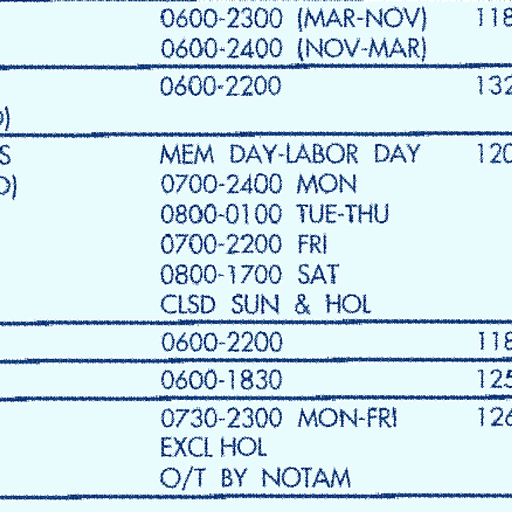 0600-2300 (MAR-NOV) 118
0600-2400 (NOV-MAR)
0600-2200 132
)
S MEM DAY-LABOR DAY 120
) 0700-2400 MON
0800-0100 TUE-THU
0700-2200 FRI
0800-1700 SAT
CLSD SUN & HOL
0600-2200 118
0600-1830 125
0730-2300 MON-FRI 126
EXCL HOL
O/T BY NOTAM